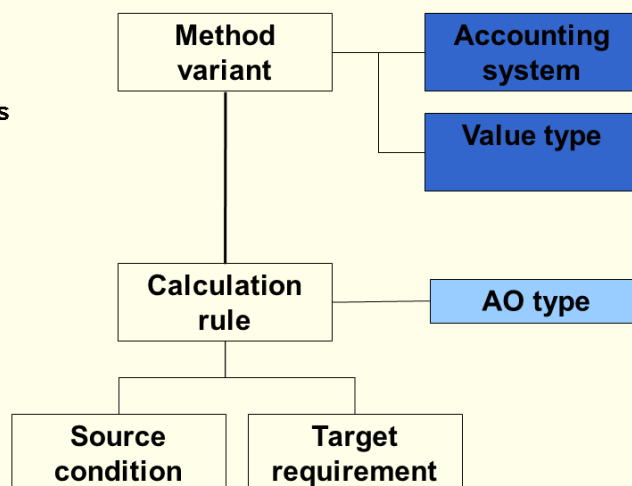 Method
variant
Accounting
system
s
Value type
Calculation
rule
AO type
Source
condition
Target
requirement